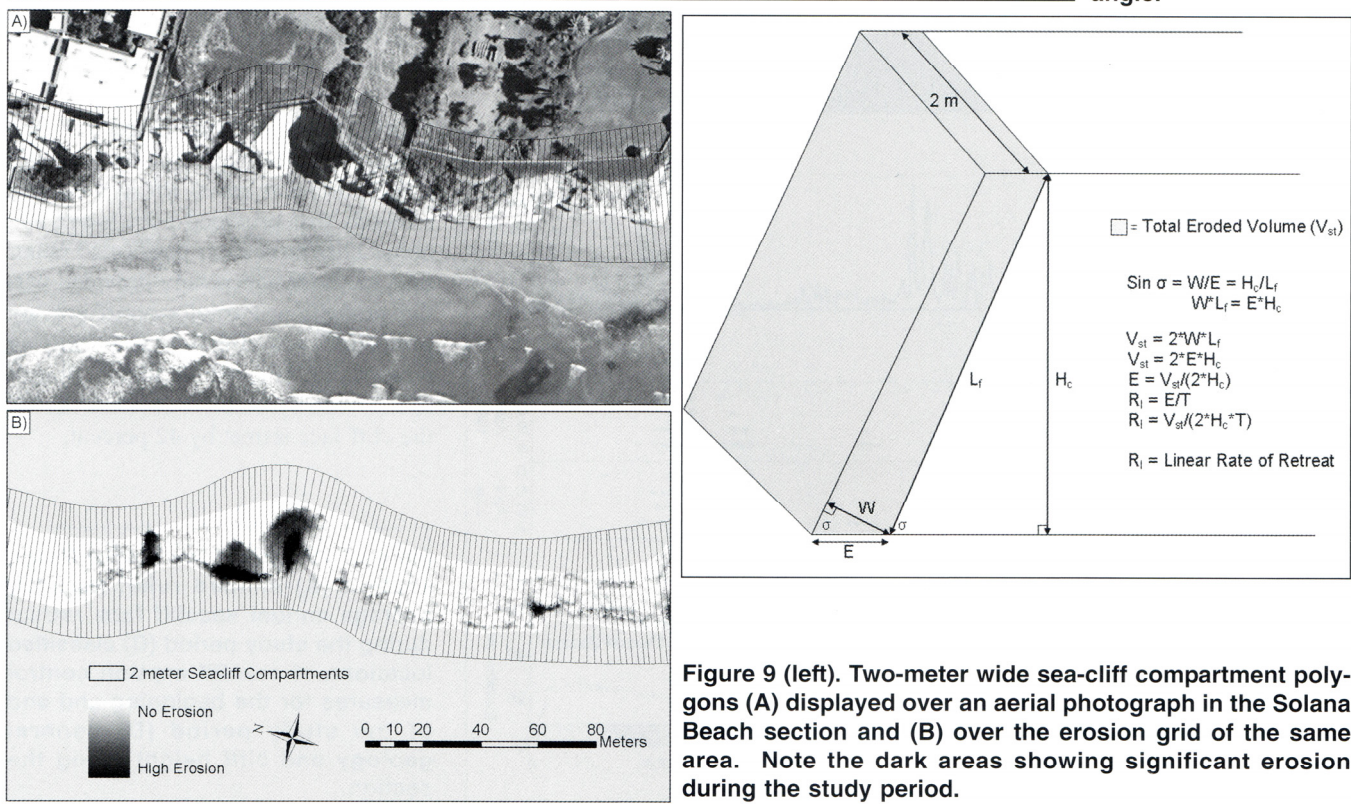 angle.
A)
B)
2 meter Seacliff Compartments
No Erosion
High Erosion
N
0 10 20 40 60 80
Meters
2 m
= Total Eroded Volume (Vst)
Sin σ = W/E = Hc/Lf
W*Lf = E*Hc
Vst = 2*W*Lf
Vst = 2*E*Hc
E = Vst/(2*Hc)
Rl = E/T
Rl = Vst/(2*Hc*T)
Rl = Linear Rate of Retreat
Lf
Hc
W
σ
σ
E
Figure 9 (left). Two-meter wide sea-cliff compartment poly-
gons (A) displayed over an aerial photograph in the Solana
Beach section and (B) over the erosion grid of the same
area. Note the dark areas showing significant erosion
during the study period.